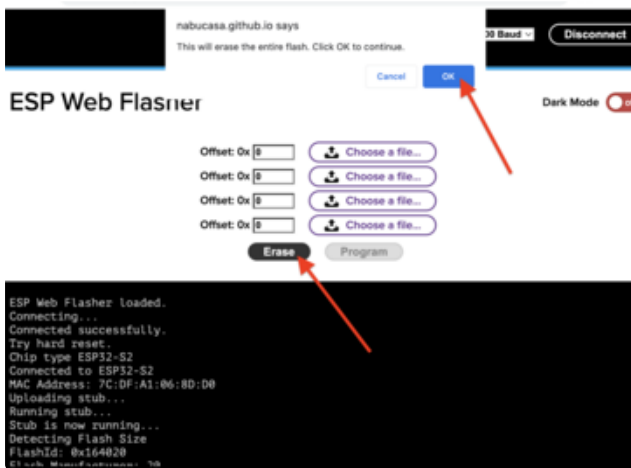 nabucasa.github.io says
This will erase the entire flash. Click OK to continue.
Cancel OK
Baud Disconnect
ESP Web Flasher
Dark Mode
Offset: 0x 0 Choose a file...
Offset: 0x 0 Choose a file...
Offset: 0x 0 Choose a file...
Offset: 0x 0 Choose a file...
Erase Program
ESP Web Flasher loaded.
Connecting...
Connected successfully.
Try hard reset.
Chip type ESP32-S2
Connected to ESP32-S2
MAC Address: 7C:DF:A1:06:8D:D0
Uploading stub...
Running stub...
Stub is now running...
Detecting Flash Size
FlashId: 0x164020
Flash Manufacturer: 20